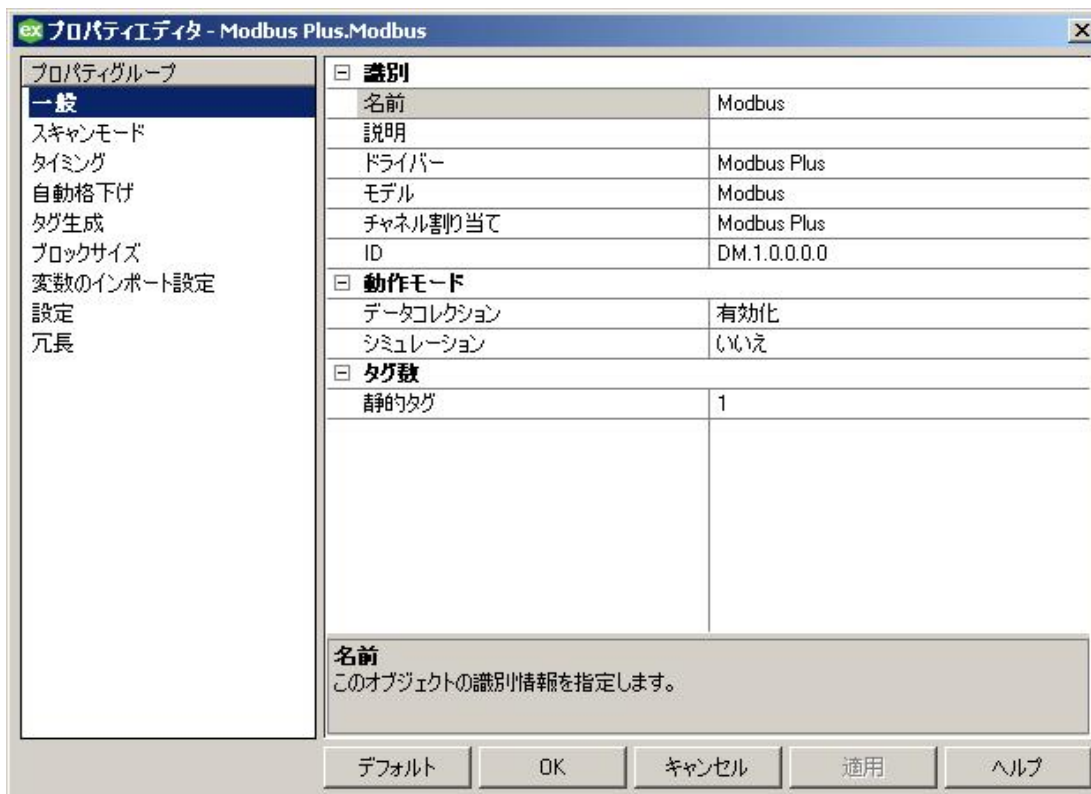 ex プロパティエディタ - Modbus Plus.Modbus
プロパティグループ
一般
スキャンモード
タイミング
自動格下げ
タグ生成
ブロックサイズ
変数のインポート設定
設定
冗長
識別
名前 Modbus
説明
ドライバー Modbus Plus
モデル Modbus
チャネル割り当て Modbus Plus
ID DM.1.0.0.0.0
動作モード
データコレクション 有効化
シミュレーション いいえ
タグ数
静的タグ 1
名前
このオブジェクトの識別情報を指定します。
デフォルト OK キャンセル 適用 ヘルプ